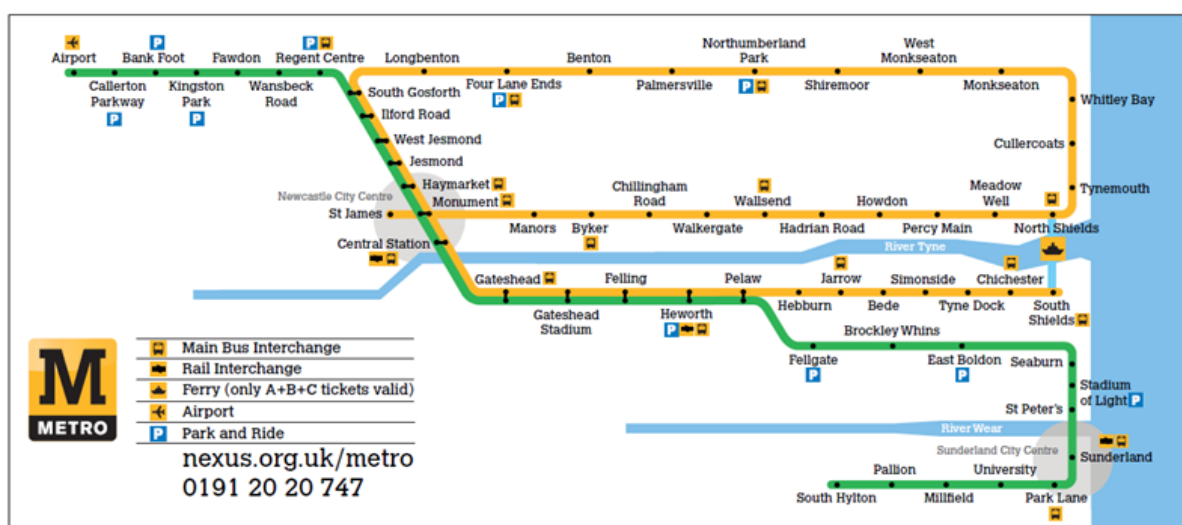 Airport
Callerton
Parkway
Bank Foot
Kingston
Park
Fawdon
Wansbeck
Road
Regent Centre
Longbenton
Four Lane Ends
Benton
Palmersville
Northumberland
Park
Shiremoor
West
Monkseaton
Monkseaton
Whitley Bay
Cullercoats
Tynemouth
South Gosforth
Ilford Road
West Jesmond
Jesmond
Haymarket
Newcastle City Centre
Monument
St James
Central Station
Manors
Byker
Chillingham
Road
Walkergate
Wallsend
Hadrian Road
Howdon
Percy Main
Meadow
Well
North Shields
River Tyne
Gateshead
Gateshead
Stadium
Felling
Heworth
Pelaw
Hebburn
Jarrow
Bede
Simonside
Tyne Dock
Chichester
South
Shields
Fellgate
Brockley Whins
East Boldon
Seaburn
Stadium
of Light
St Peter's
River Wear
Sunderland City Centre
Sunderland
Park Lane
University
Millfield
Pallion
South Hylton
M
METRO
Main Bus Interchange
Rail Interchange
Ferry (only A+B+C tickets valid)
Airport
P Park and Ride
nexus.org.uk/metro
0191 20 20 747